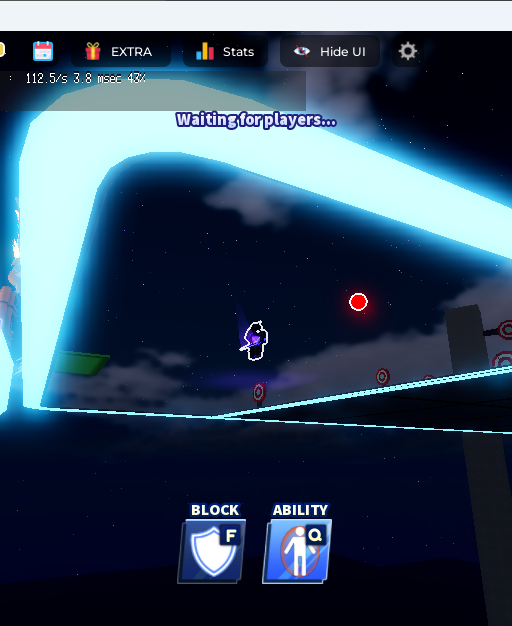 EXTRA
Stats
Hide UI
: 112.5/s 3.8 msec 43%
Waiting for players...
BLOCK
ABILITY
F
Q